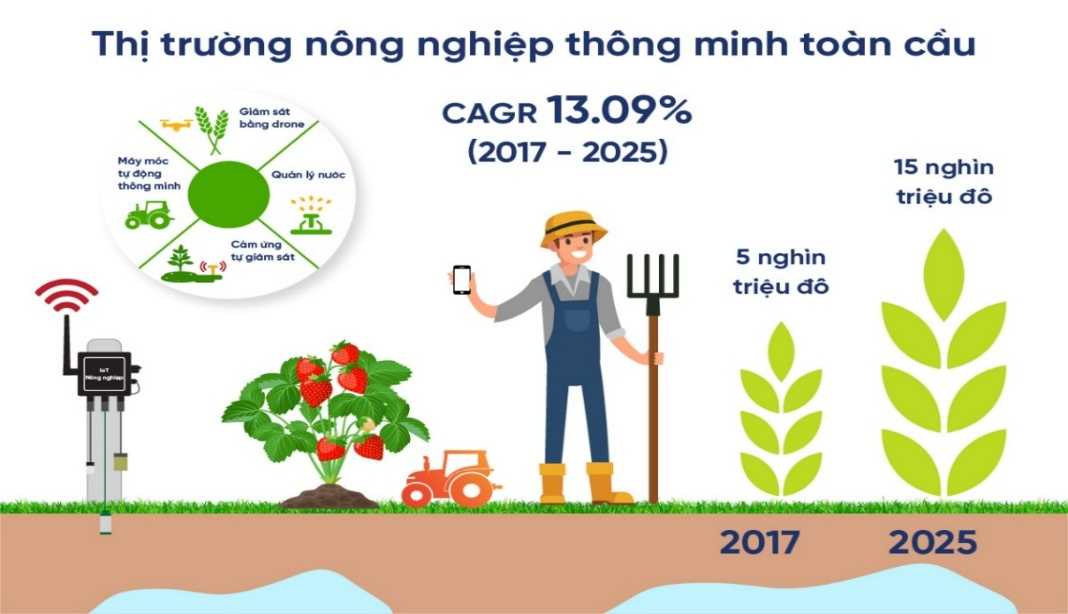 Thị trường nông nghiệp thông minh toàn cầu
CAGR 13.09%
(2017 - 2025)
Giám sát
bằng drone
Máy móc
tự động
thông minh
Quản lý nước
Cảm ứng
tự giám sát
15 nghìn
triệu đô
5 nghìn
triệu đô
IoT
Nông nghiệp
2017
2025